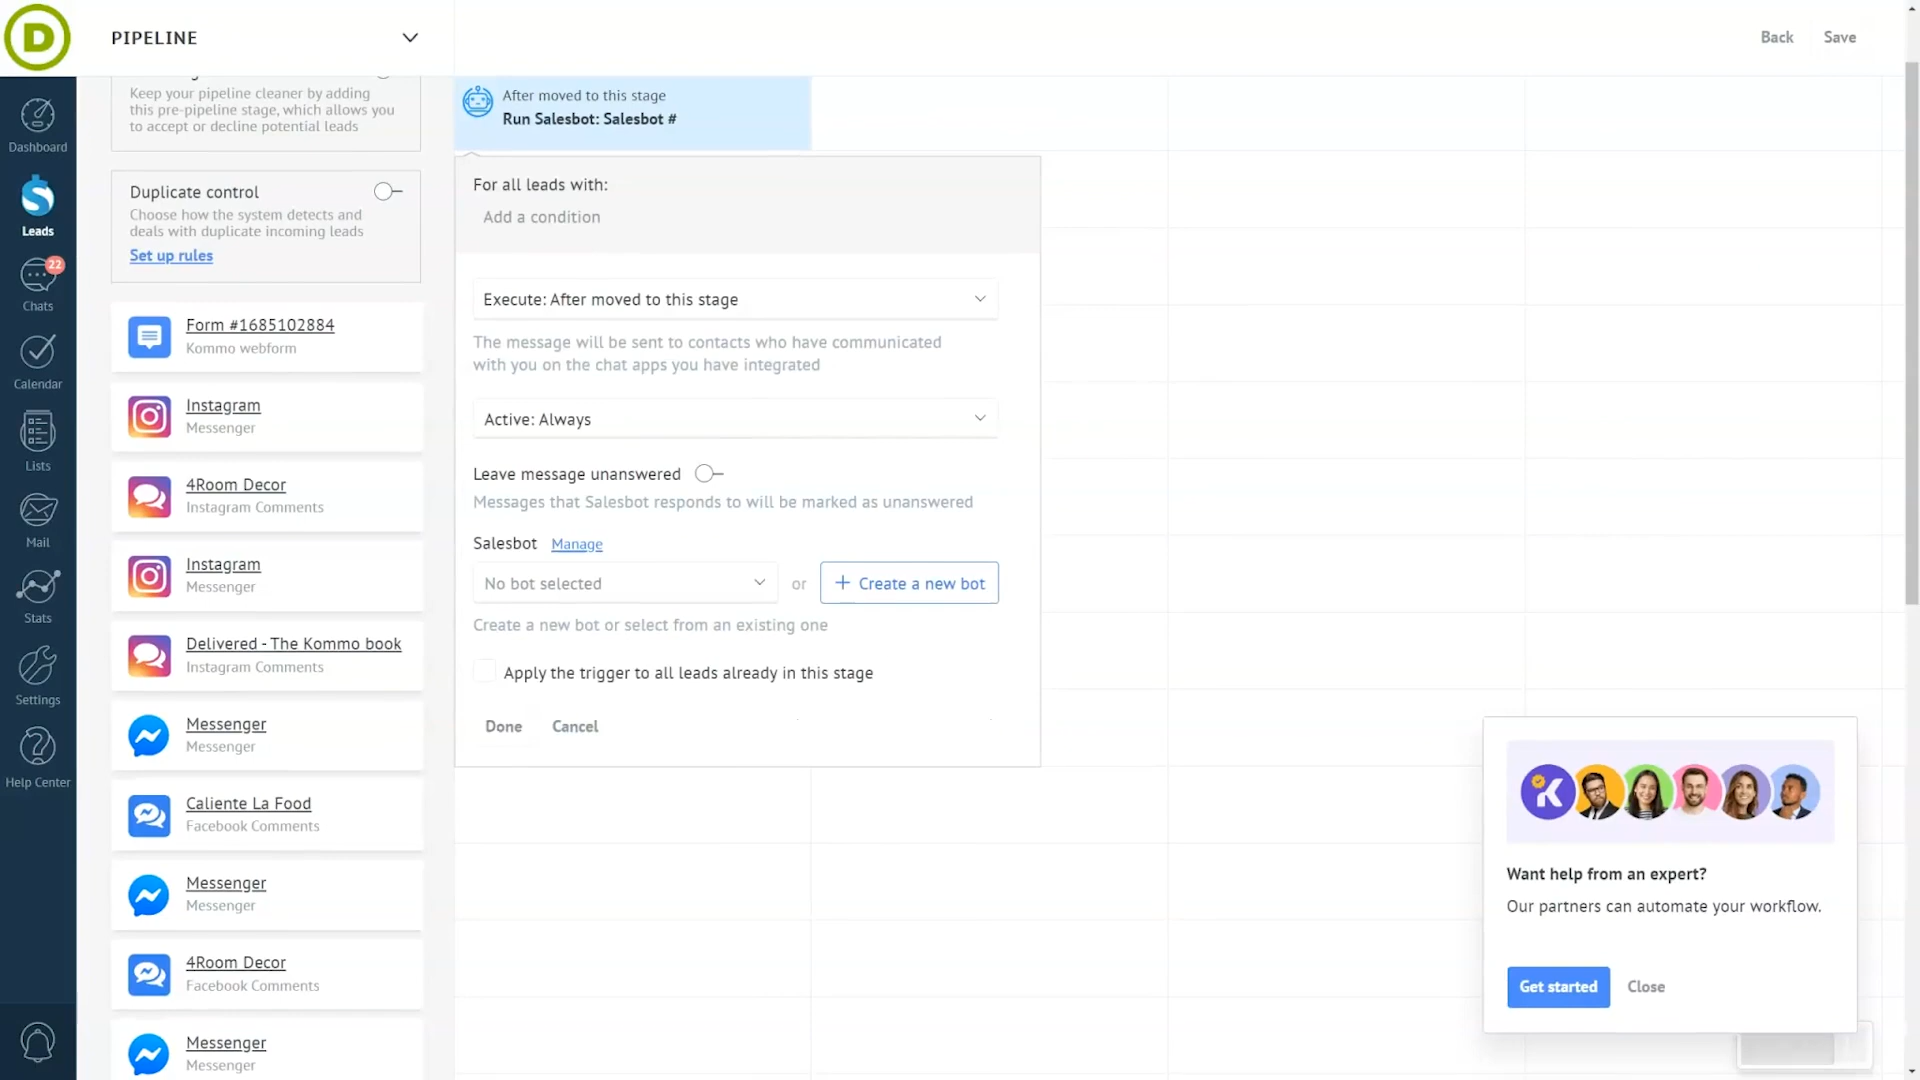 D
PIPELINE
Back
Save
Keep your pipeline cleaner by adding
this pre-pipeline stage, which allows you
to accept or decline potential leads
After moved to this stage
Run Salesbot: Salesbot #
Dashboard
Leads
22
Chats
Calendar
Lists
Mail
Stats
Settings
Help Center
Duplicate control
Choose how the system detects and
deals with duplicate incoming leads
Set up rules
Form #1685102884
Kommo webform
Instagram
Messenger
4Room Decor
Instagram Comments
Instagram
Messenger
Delivered - The Kommo book
Instagram Comments
Messenger
Messenger
Caliente La Food
Facebook Comments
Messenger
Messenger
4Room Decor
Facebook Comments
Messenger
Messenger
For all leads with:
Add a condition
Execute: After moved to this stage
The message will be sent to contacts who have communicated
with you on the chat apps you have integrated
Active: Always
Leave message unanswered
Messages that Salesbot responds to will be marked as unanswered
Salesbot Manage
No bot selected
or
+ Create a new bot
Create a new bot or select from an existing one
Apply the trigger to all leads already in this stage
Done
Cancel
K
Want help from an expert?
Our partners can automate your workflow.
Get started
Close